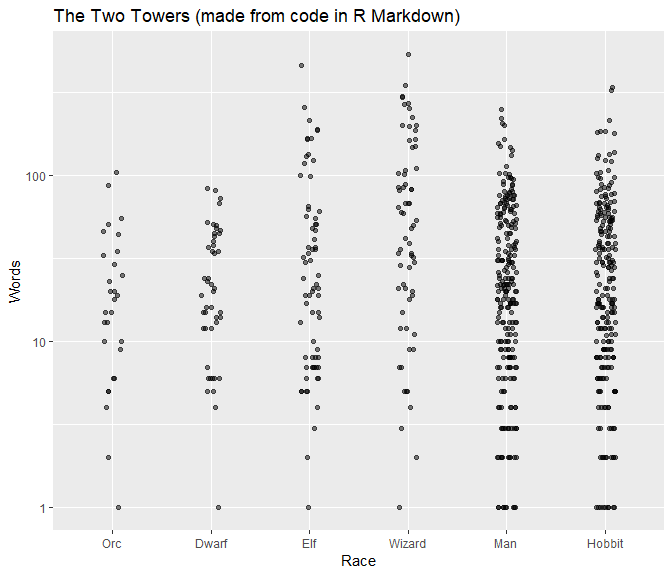 The Two Towers (made from code in R Markdown)
Words
100
10
1
Orc Dwarf Elf Wizard Man Hobbit
Race